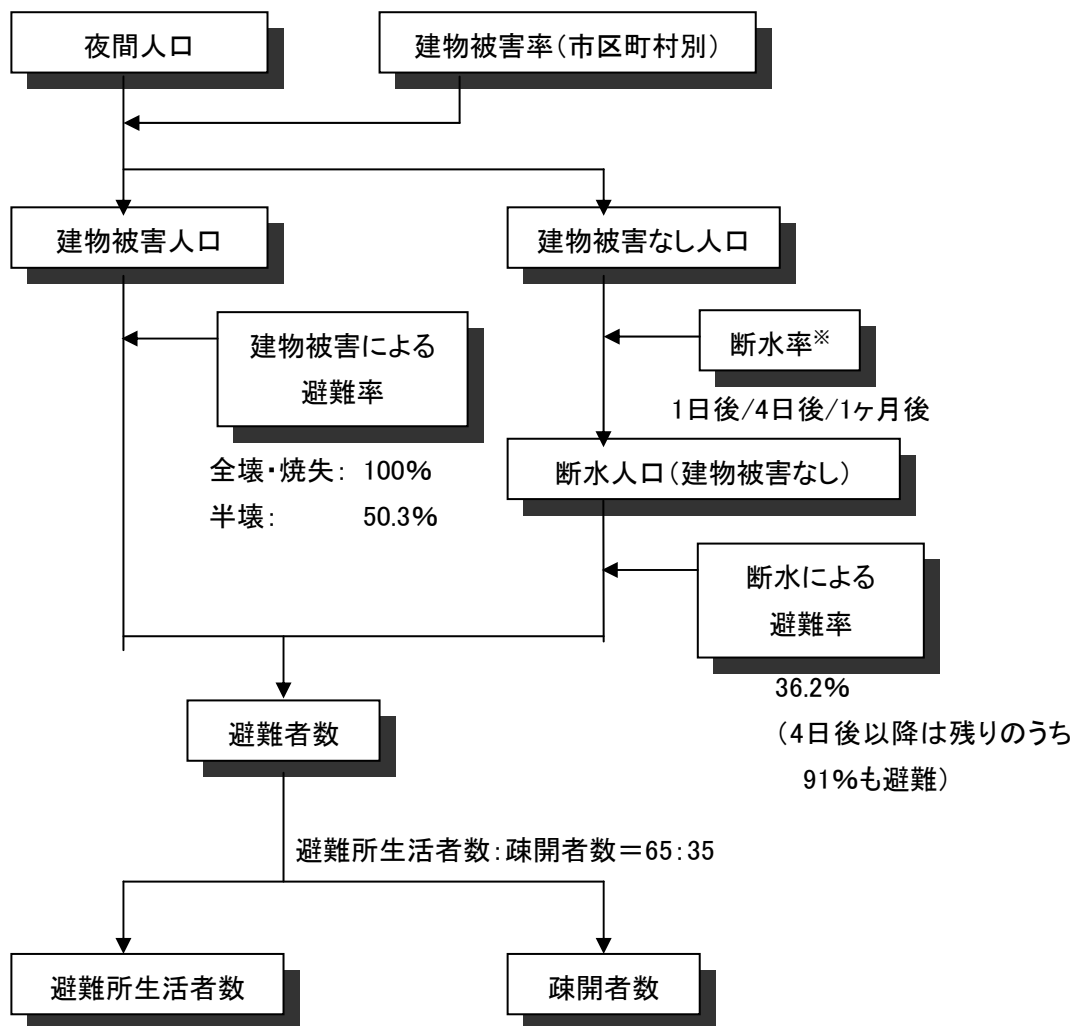 夜間人口
建物被害率（市区町村別）
建物被害人口
建物被害なし人口
建物被害による
避難率
全壊・焼失： 100%
半壊： 50.3%
断水率※
1日後/4日後/1ヶ月後
断水人口（建物被害なし）
断水による
避難率
36.2%
（4日後以降は残りのうち
91%も避難）
避難者数
避難所生活者数：疎開者数＝65：35
避難所生活者数
疎開者数